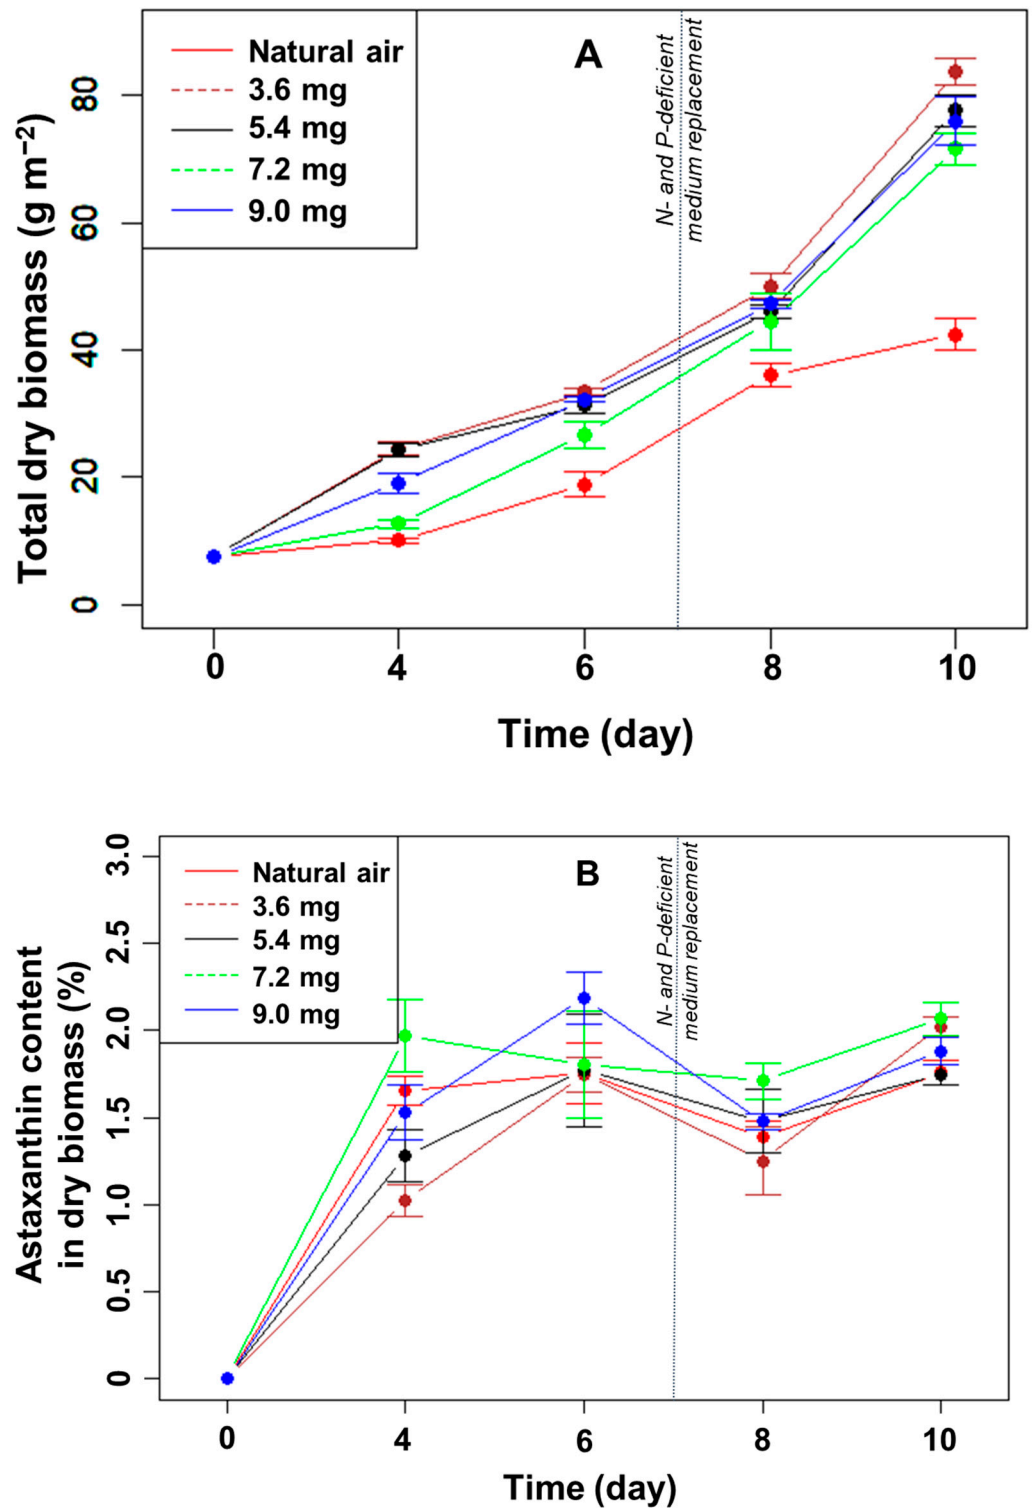 A
Natural air
3.6 mg
5.4 mg
7.2 mg
9.0 mg
N- and P-deficient
medium replacement
Total dry biomass (g m⁻²)
80
60
40
20
0
0 4 6 8 10
Time (day)
B
Natural air
3.6 mg
5.4 mg
7.2 mg
9.0 mg
N- and P-deficient
medium replacement
Astaxanthin content
in dry biomass (%)
3.0
2.5
2.0
1.5
1.0
0.5
0
0 4 6 8 10
Time (day)